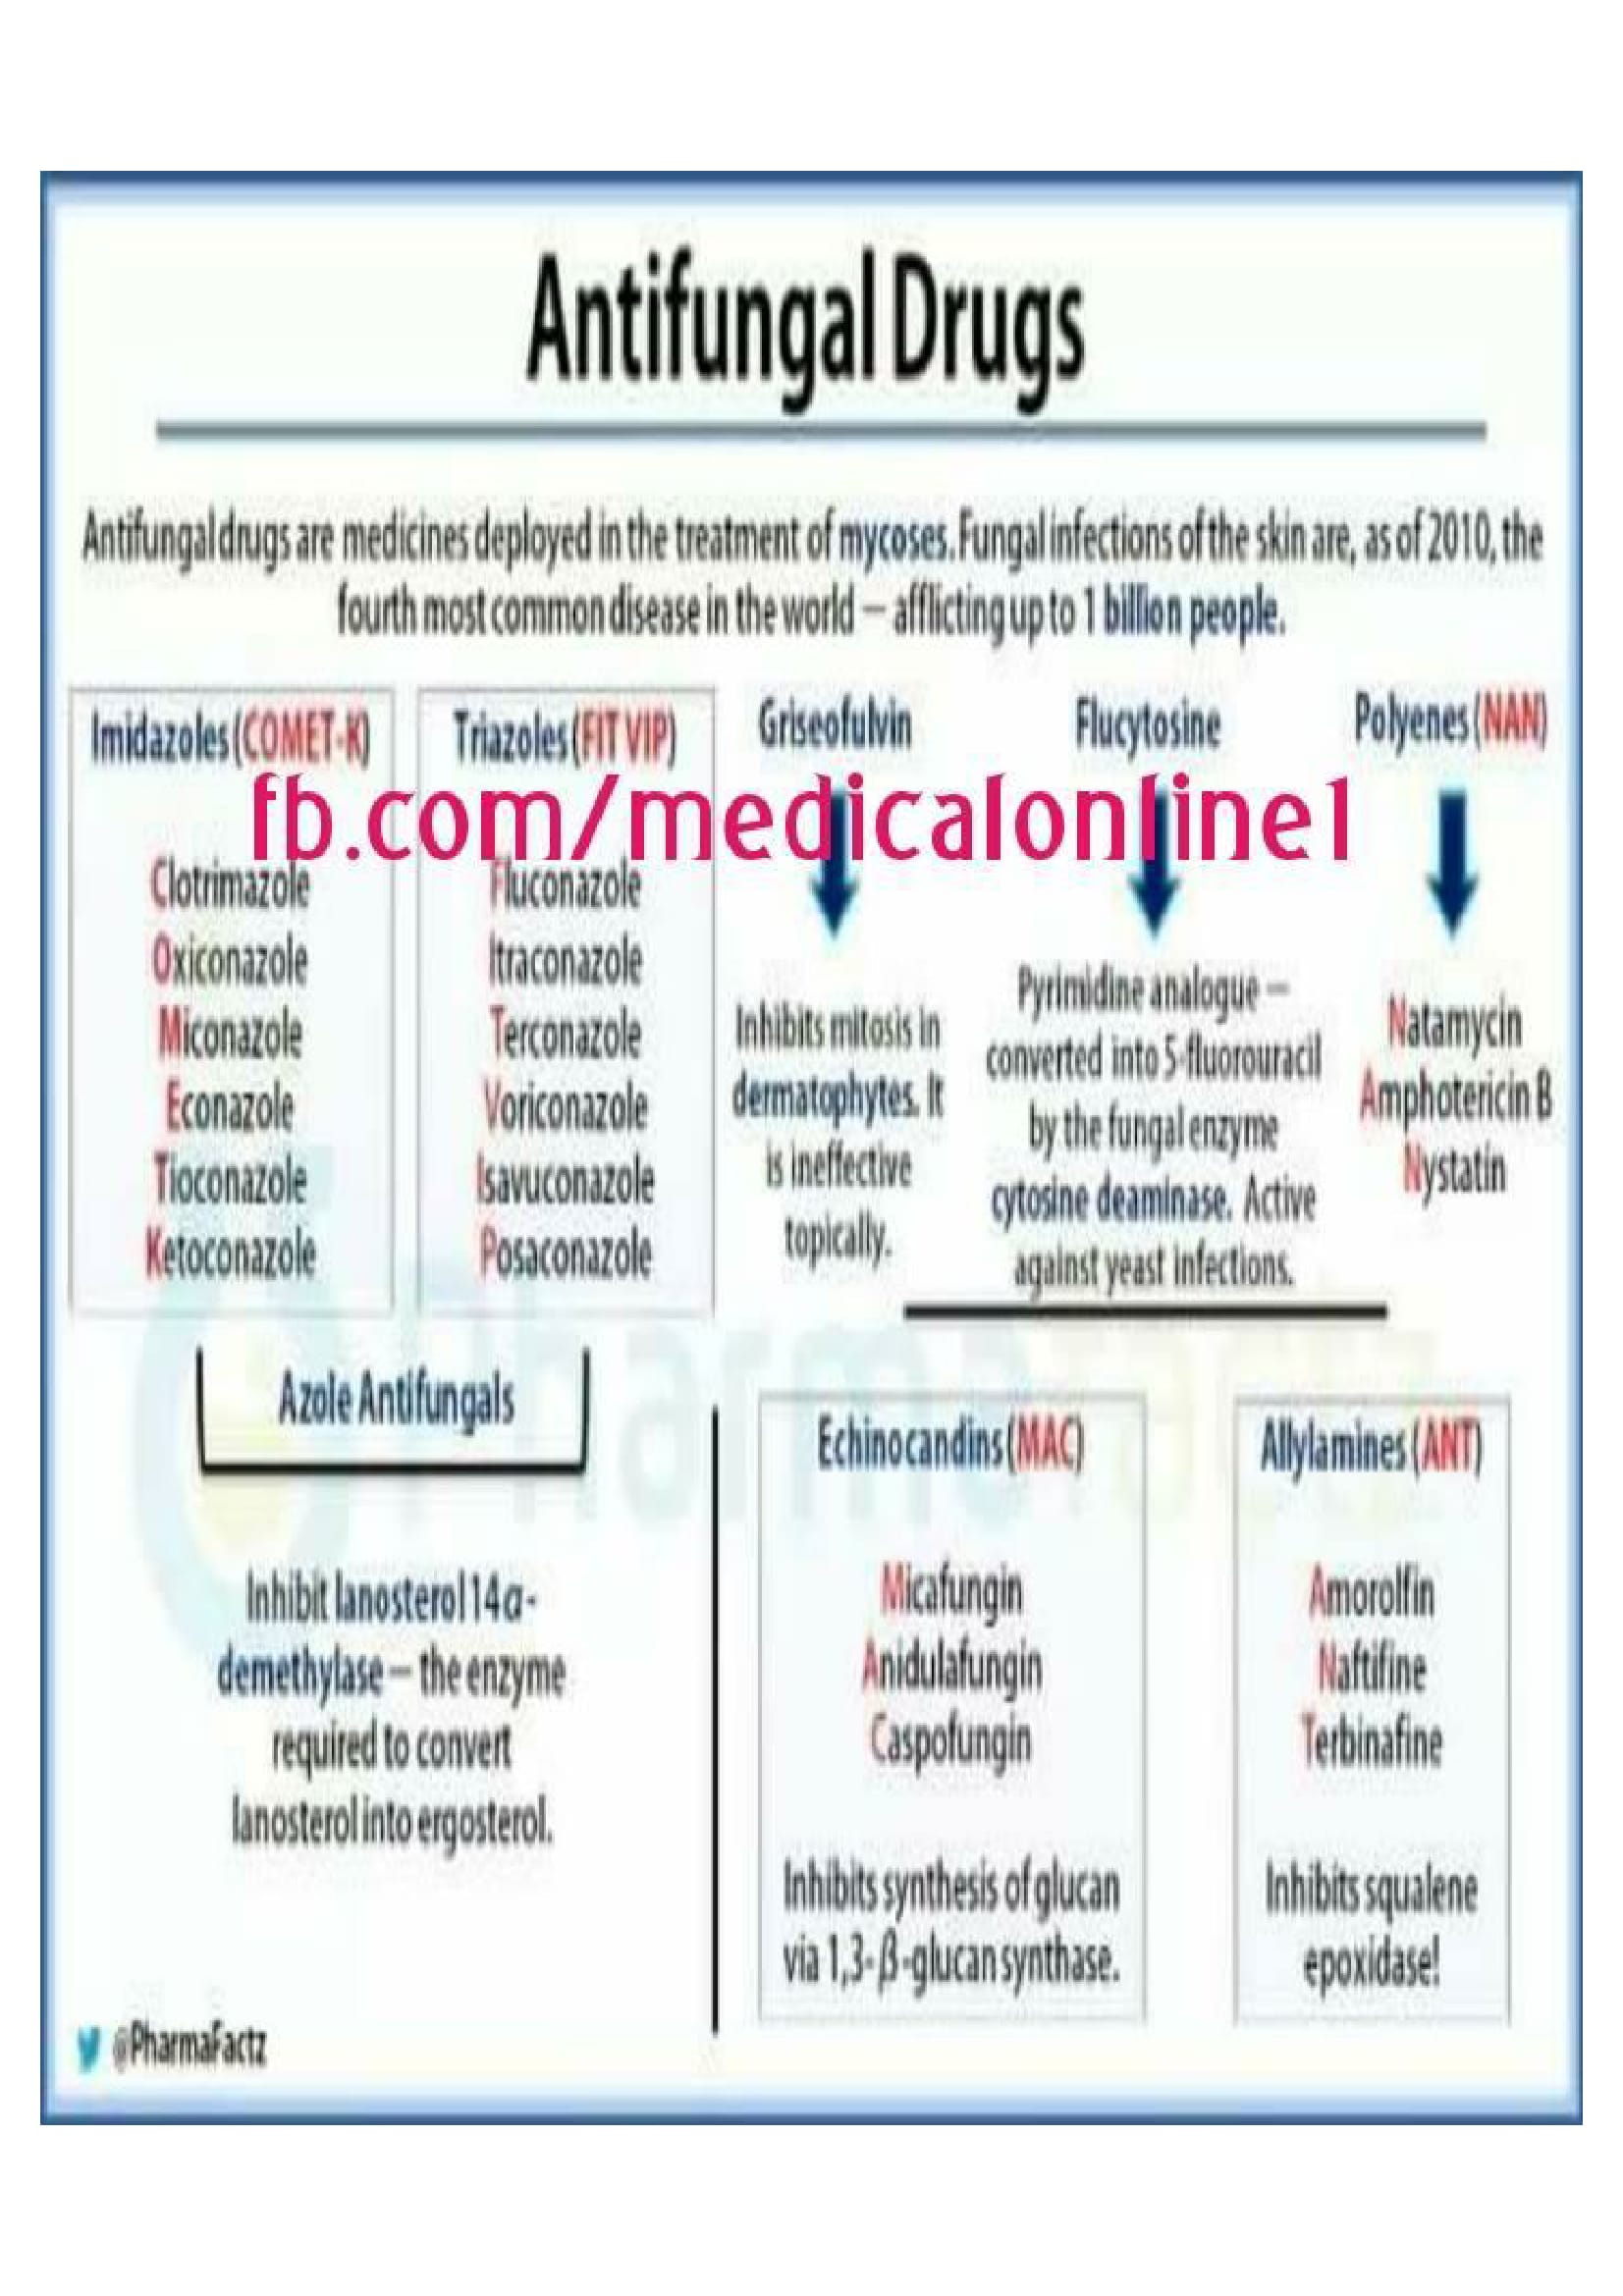 Antifungal Drugs
Antifungal drugs are medicines deployed in the treatment of mycoses. Fungal infections of the skin are, as of 2010, the
fourth most common disease in the world — afflicting up to 1 billion people.
Imidazoles (COMET-K)
Clotrimazole
Oxiconazole
Miconazole
Econazole
Tioconazole
Ketoconazole
Triazoles (FIT VIP)
Fluconazole
Itraconazole
Terconazole
Voriconazole
Isavuconazole
Posaconazole
fb.com/medicalonline1
Griseofulvin
Inhibits mitosis in
dermatophytes. It
is ineffective
topically.
Flucytosine
Pyrimidine analogue —
converted into 5-fluorouracil
by the fungal enzyme
cytosine deaminase. Active
against yeast infections.
Polyenes (NAN)
Natamycin
Amphotericin B
Nystatin
Azole Antifungals
Inhibit lanosterol 14α-
demethylase — the enzyme
required to convert
lanosterol into ergosterol.
Echinocandins (MAC)
Micafungin
Anidulafungin
Caspofungin
Inhibits synthesis of glucan
via 1,3-β-glucan synthase.
Allylamines (ANT)
Amorolfin
Naftifine
Terbinafine
Inhibits squalene
epoxidase!
PharmaFactz
@PharmaFactz